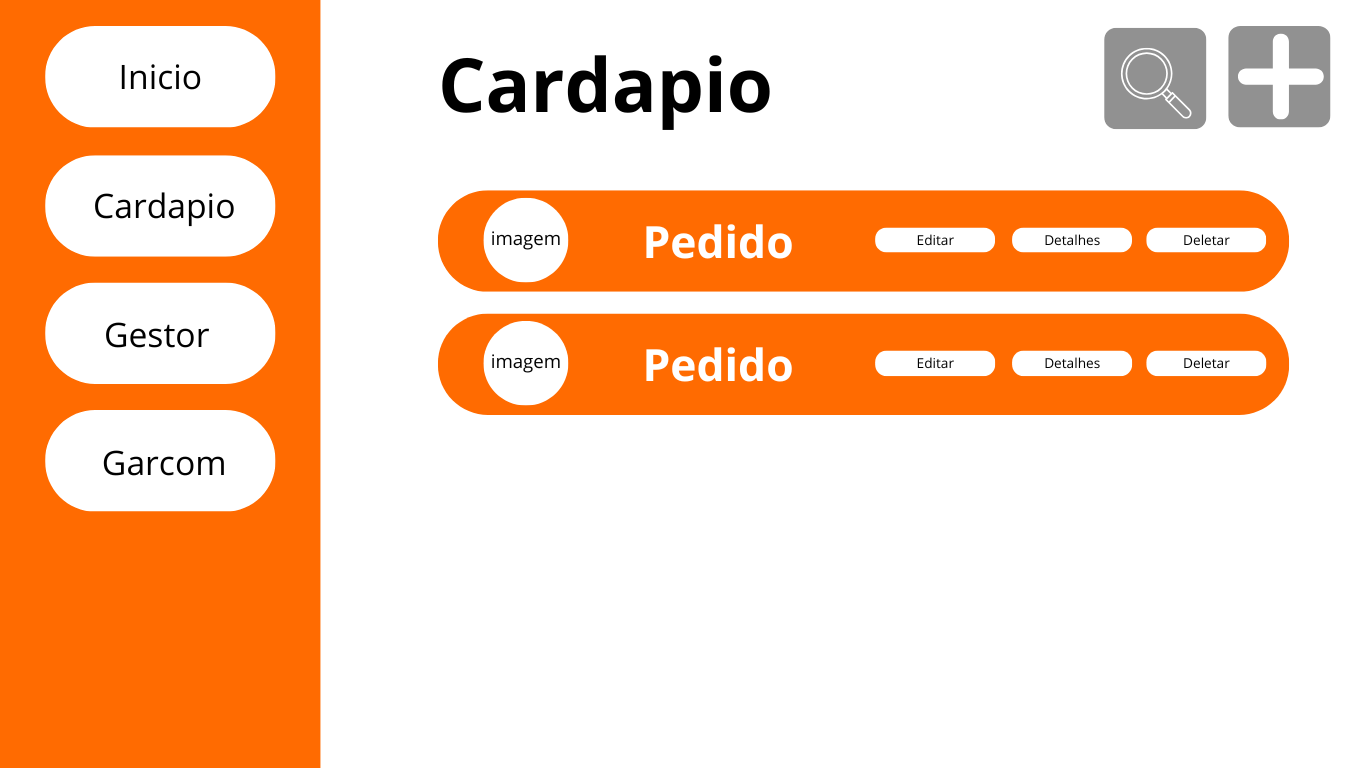 Inicio
Cardapio
Gestor
Garcom
Cardapio
imagem Pedido Editar Detalhes Deletar
imagem Pedido Editar Detalhes Deletar